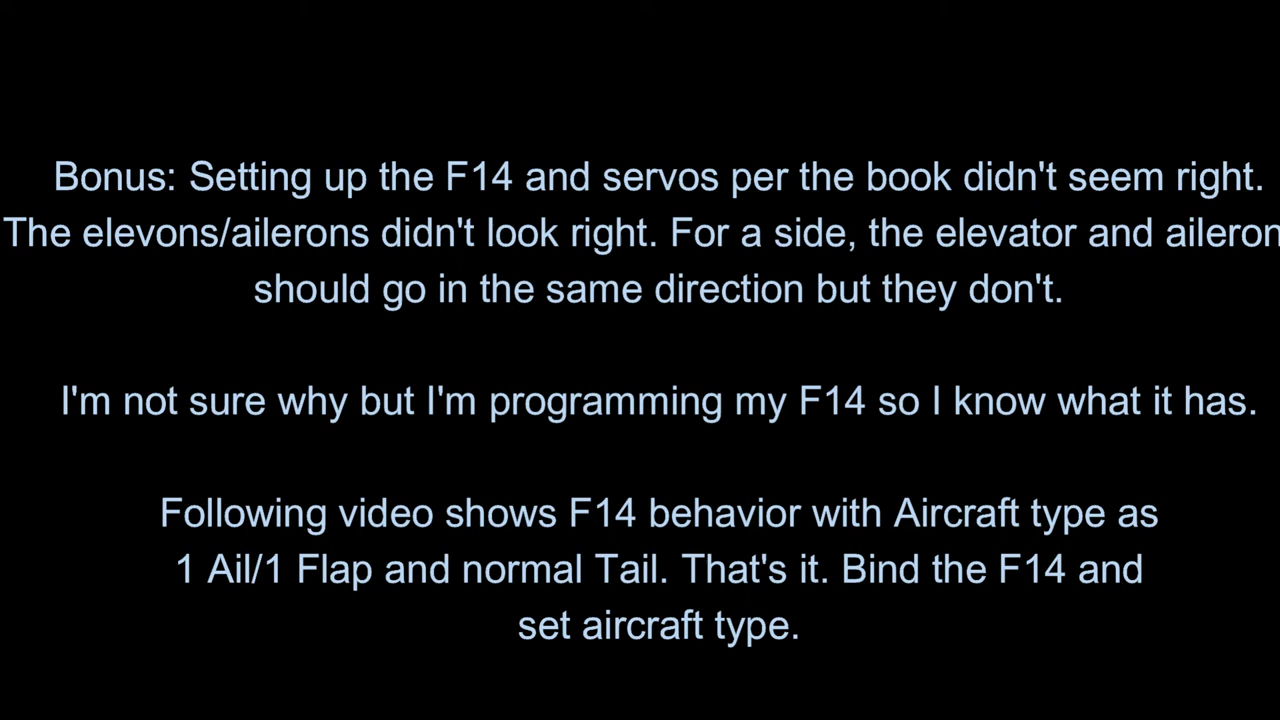 Bonus: Setting up the F14 and servos per the book didn't seem right.
The elevons/ailerons didn't look right. For a side, the elevator and aileron
should go in the same direction but they don't.
I'm not sure why but I'm programming my F14 so I know what it has.
Following video shows F14 behavior with Aircraft type as
1 Ail/1 Flap and normal Tail. That's it. Bind the F14 and
set aircraft type.